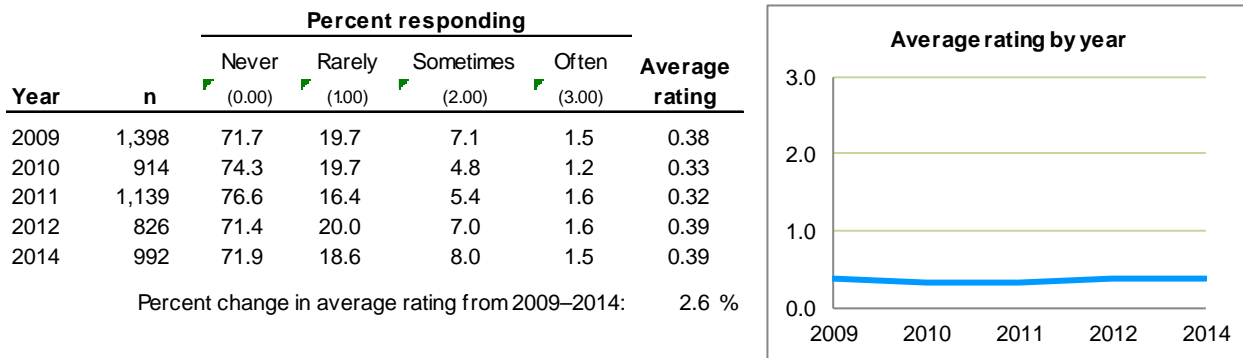 Percent responding
Never Rarely Sometimes Often Average
Year n (0.00) (1.00) (2.00) (3.00) rating
2009 1,398 71.7 19.7 7.1 1.5 0.38
2010 914 74.3 19.7 4.8 1.2 0.33
2011 1,139 76.6 16.4 5.4 1.6 0.32
2012 826 71.4 20.0 7.0 1.6 0.39
2014 992 71.9 18.6 8.0 1.5 0.39
Percent change in average rating from 2009–2014: 2.6 %
Average rating by year
3.0
2.0
1.0
0.0
2009 2010 2011 2012 2014